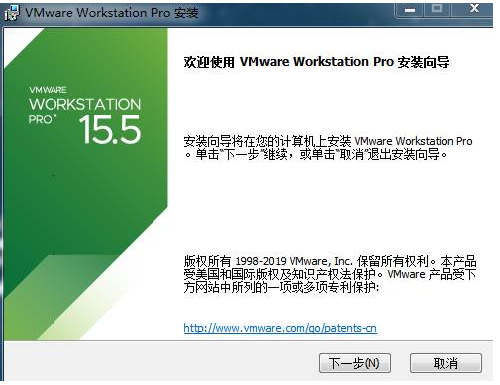 VMware Workstation Pro 安装
VMWARE
WORKSTATION
PRO™
15.5
欢迎使用 VMware Workstation Pro 安装向导
安装向导将在您的计算机上安装 VMware Workstation Pro
。单击“下一步”继续，或单击“取消”退出安装向导。
版权所有 1998-2019 VMware, Inc. 保留所有权利。本产品
受美国和国际版权及知识产权法保护。VMware 产品受下
方网站中所列的一项或多项专利保护:
http://www.vmware.com/go/patents-cn
下一步(N)
取消